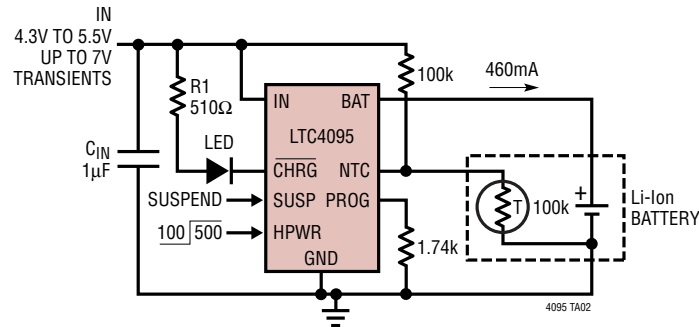 IN
4.3V TO 5.5V
UP TO 7V
TRANSIENTS
R1
510Ω
100k
460mA
IN
BAT
LTC4095
CIN
1μF
LED
CHRG
NTC
SUSPEND
SUSP
PROG
T
100k
+
Li-Ion
BATTERY
100 500
HPWR
1.74k
GND
4095 TA02